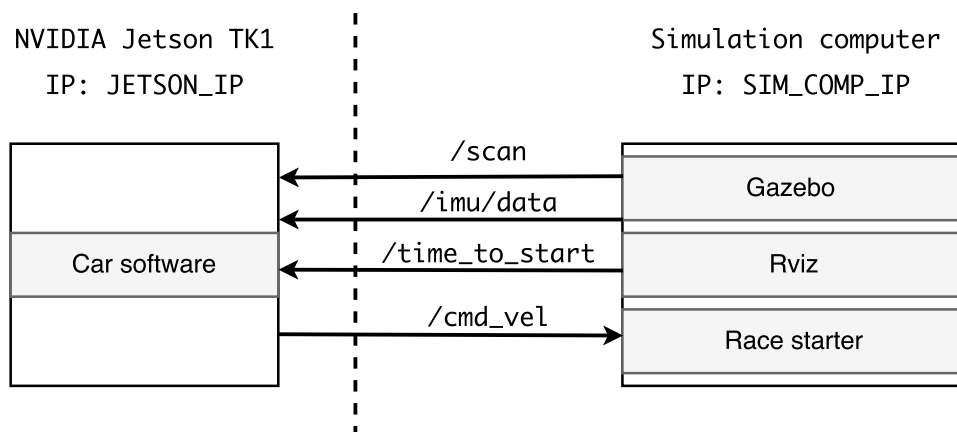 NVIDIA Jetson TK1
IP: JETSON_IP
Simulation computer
IP: SIM_COMP_IP
/scan
Gazebo
/imu/data
/time_to_start
Car software
Rviz
/cmd_vel
Race starter